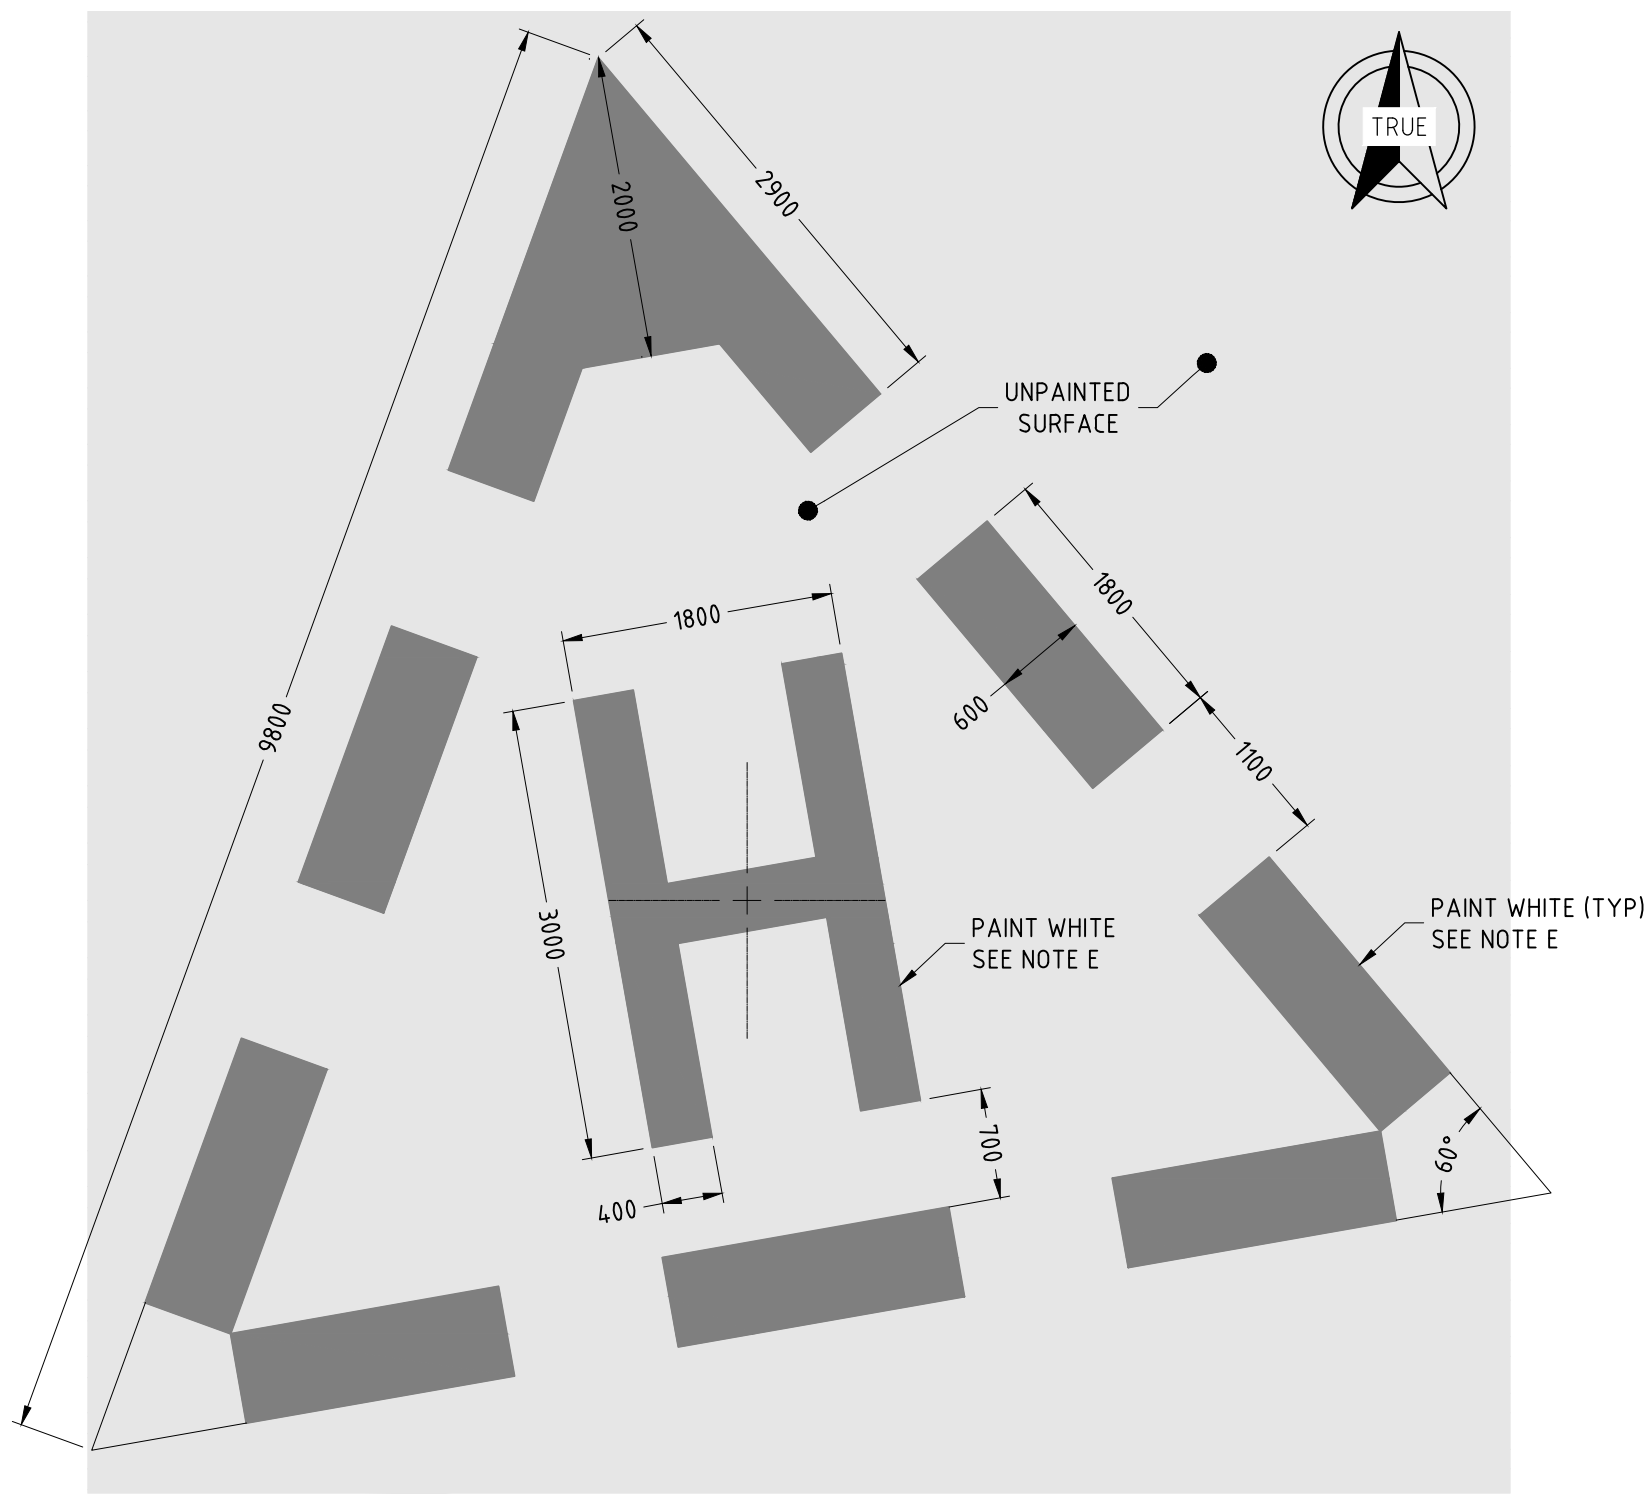 TRUE
2000
2900
UNPAINTED
SURFACE
1800
1800
600
9800
1100
3000
PAINT WHITE
SEE NOTE E
PAINT WHITE (TYP)
SEE NOTE E
700
60°
400